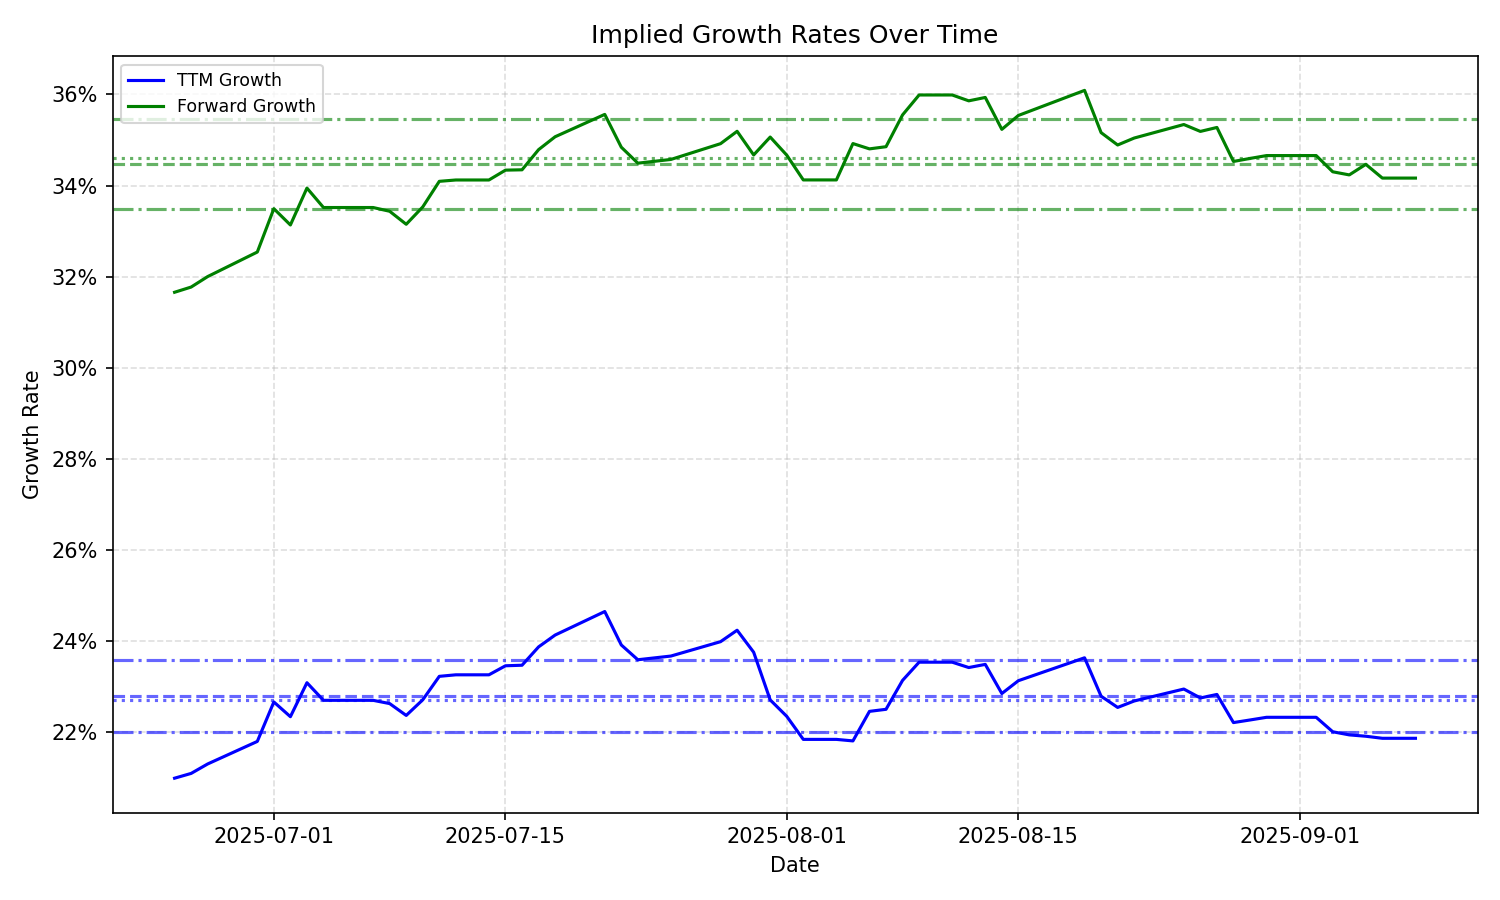 Implied Growth Rates Over Time
TTM Growth
Forward Growth
Growth Rate
36%
34%
32%
30%
28%
26%
24%
22%
2025-07-01
2025-07-15
2025-08-01
2025-08-15
2025-09-01
Date